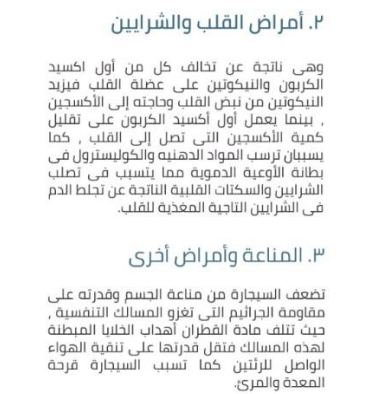 ٢. أمراض القلب والشرايين
وهى ناتجة عن تخالف كل من أول اكسيد
الكربون والنيكوتين على عضلة القلب فيزيد
النيكوتين من نبض القلب وحاجته إلى الأكسجين
، بينما يعمل أول أكسيد الكربون على تقليل
كمية الأكسجين التى تصل إلى القلب ، كما
يسببان ترسب المواد الدهنيه والكوليسترول فى
بطانة الأوعية الدموية مما يتسبب فى تصلب
الشرايين والسكتات القلبية الناتجة عن تجلط الدم
فى الشرايين التاجية المغذية للقلب.
٣. المناعة وأمراض أخرى
تضعف السيجارة من مناعة الجسم وقدرته على
مقاومة الجراثيم التى تغزو المسالك التنفسية ،
حيث تتلف مادة القطران أهداب الخلايا المبطنة
لهذه المسالك فتقل قدرتها على تنقية الهواء
الواصل للرئتين كما تسبب السيجارة قرحة
المعدة والمرئ.